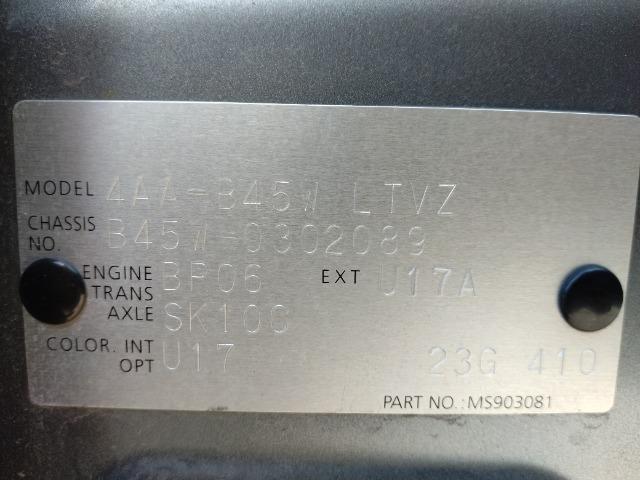 MODEL 4AA-B45W LTVZ
CHASSIS NO. B45W-0302089
ENGINE BP06 EXT U17A
TRANS AXLE SK10C
COLOR. INT U17
OPT 23G 410
PART NO.:MS903081